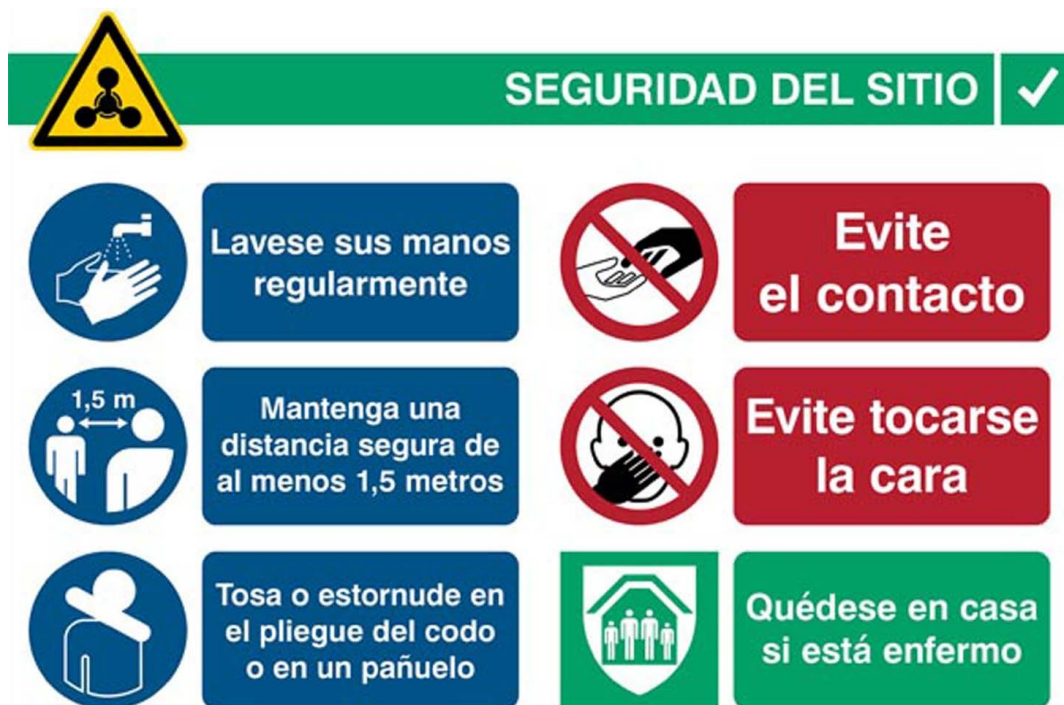 SEGURIDAD DEL SITIO
Lavese sus manos
regularmente
Evite
el contacto
1,5 m
Mantenga una
distancia segura de
al menos 1,5 metros
Evite tocarse
la cara
Tosa o estornude en
el pliegue del codo
o en un pañuelo
Quédese en casa
si está enfermo